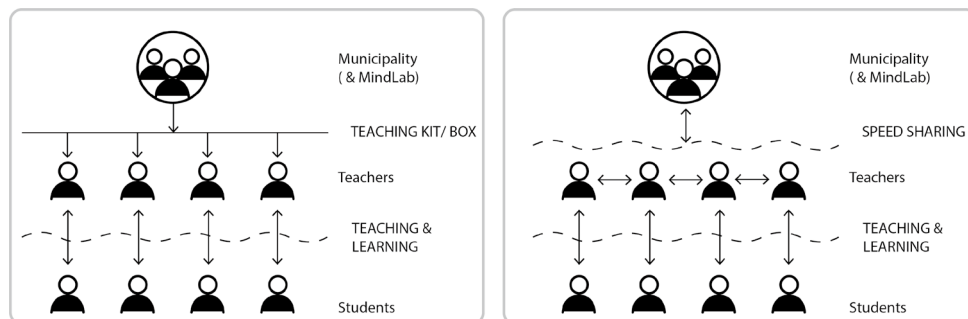 Municipality
( & MindLab)
TEACHING KIT/ BOX
Teachers
TEACHING &
LEARNING
Students
Municipality
( & MindLab)
SPEED SHARING
Teachers
TEACHING &
LEARNING
Students